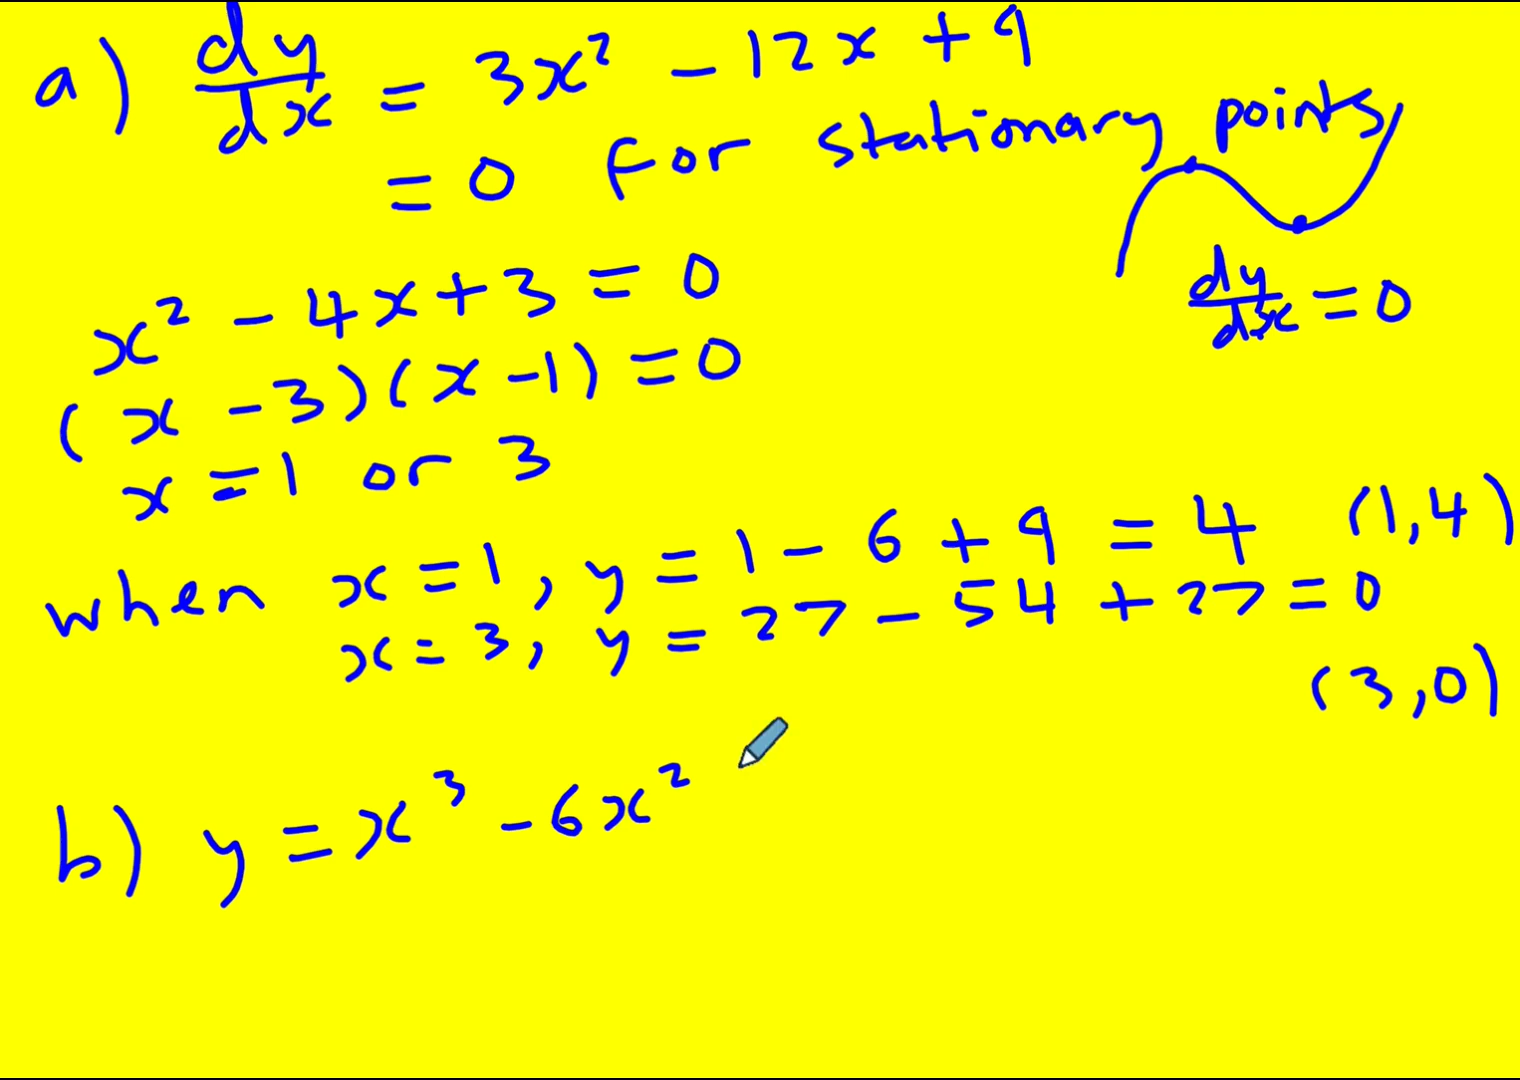 a) dy/dx = 3x² - 12x + 9
= 0 for stationary points
dy/dx = 0
x² - 4x + 3 = 0
(x - 3)(x - 1) = 0
x = 1 or 3
when x = 1, y = 1 - 6 + 9 = 4 (1,4)
x = 3, y = 27 - 54 + 27 = 0
(3,0)
b) y = x³ - 6x²